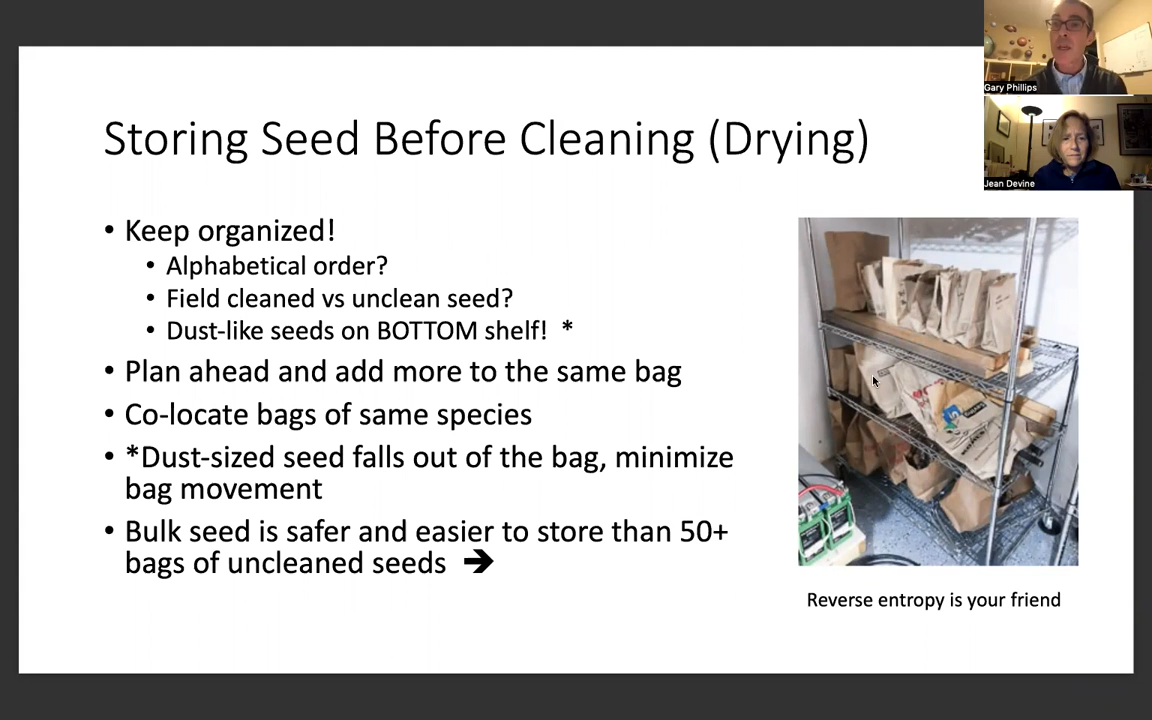 Storing Seed Before Cleaning (Drying)
• Keep organized!
• Alphabetical order?
• Field cleaned vs unclean seed?
• Dust-like seeds on BOTTOM shelf! *
• Plan ahead and add more to the same bag
• Co-locate bags of same species
• *Dust-sized seed falls out of the bag, minimize
bag movement
• Bulk seed is safer and easier to store than 50+
bags of uncleaned seeds ➔
Reverse entropy is your friend
Gary Phillips
Jean Devine